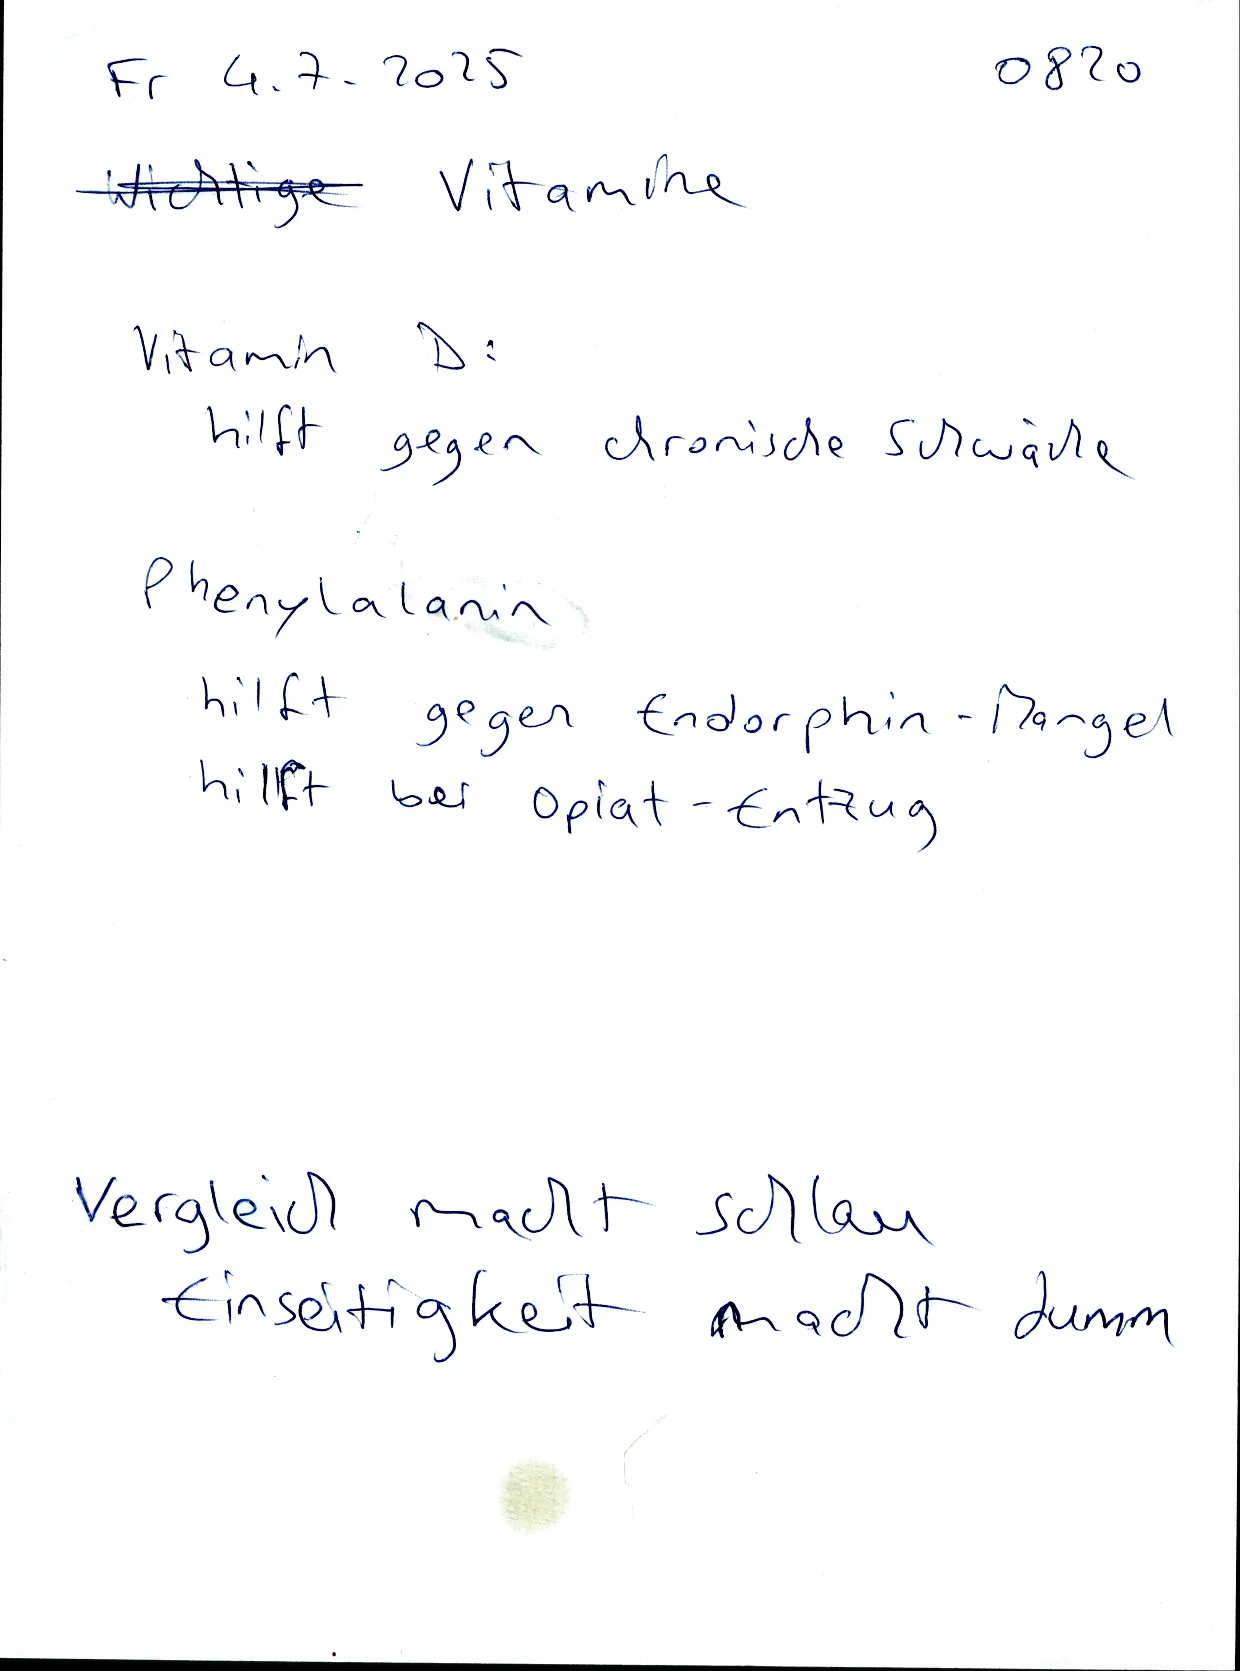 Fr 4.7.2025 0820
Wichtige Vitamine
Vitamin D:
hilft gegen chronische Schwäche
Phenylalanin
hilft gegen Endorphin-Mangel
hilft bei Opiat-Entzug
Vergleich macht schlau
Einseitigkeit macht dumm